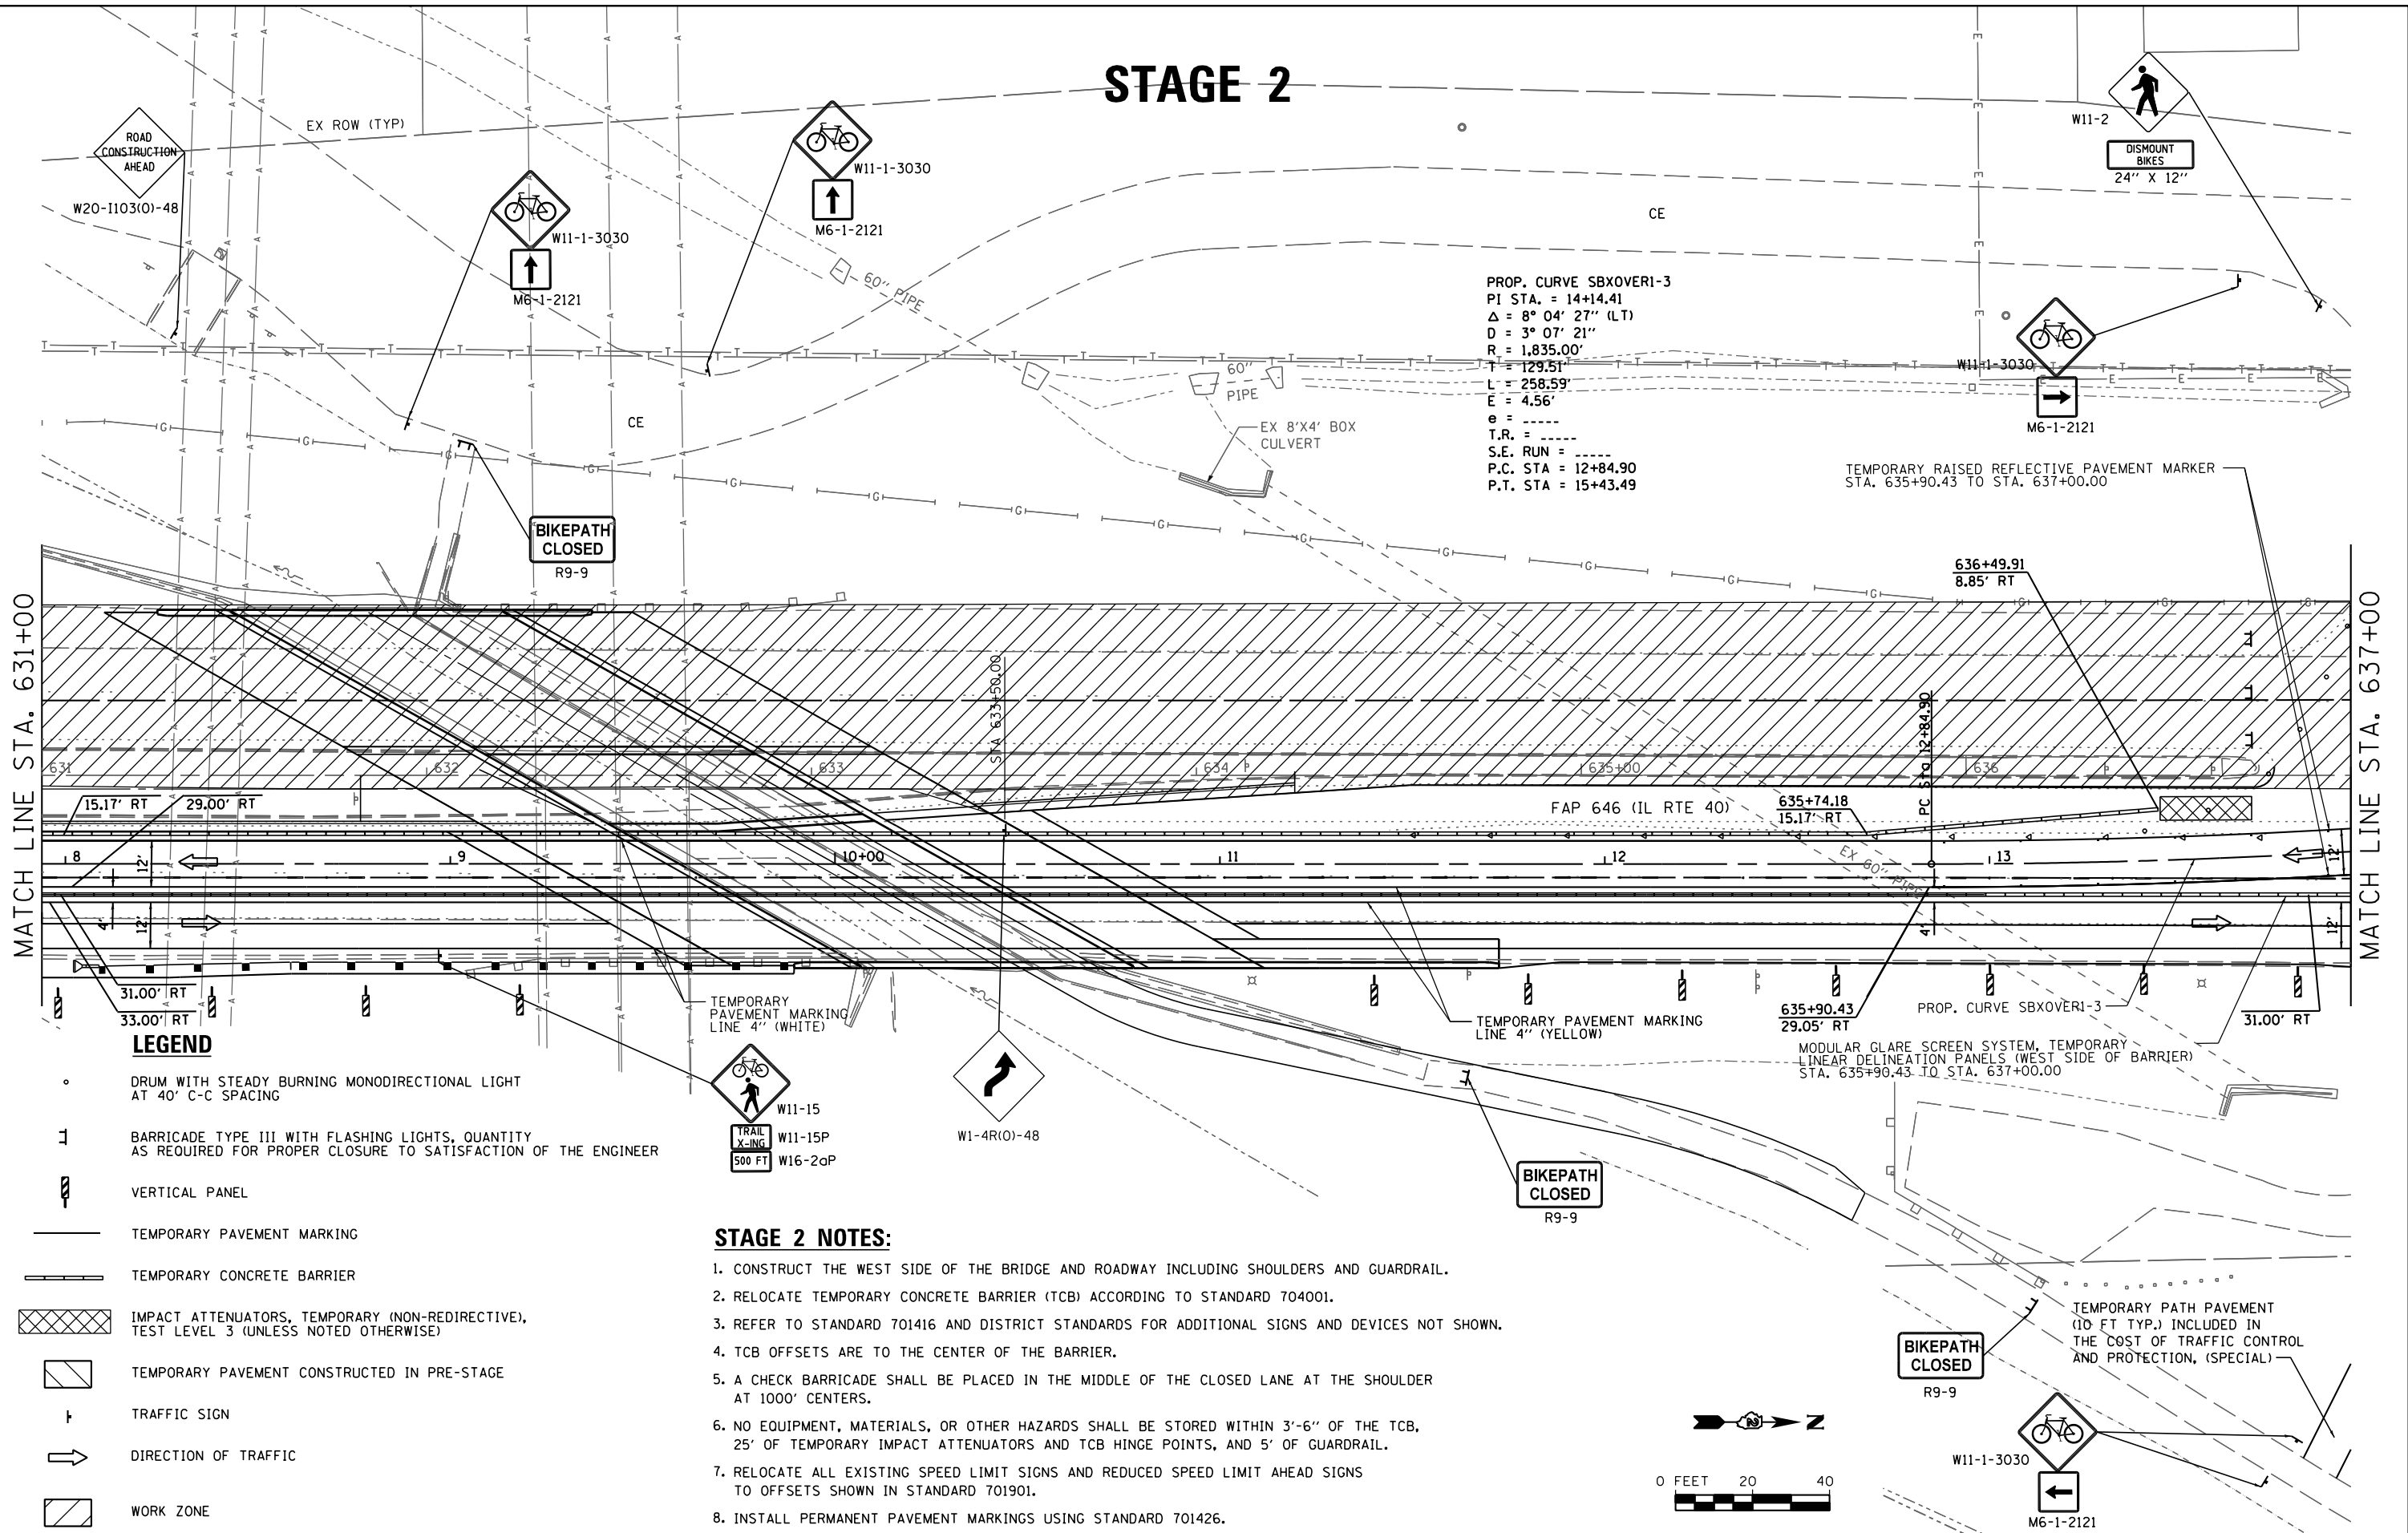 STAGE 2
ROAD
CONSTRUCTION
AHEAD
W20-I103(0)-48
EX ROW (TYP)
W11-1-3030
M6-1-2121
W11-1-3030
M6-1-2121
60" PIPE
W11-2
DISMOUNT
BIKES
24" X 12"
CE
CE
PROP. CURVE SBXOVER1-3
PI STA. = 14+14.41
Δ = 8° 04' 27" (LT)
D = 3° 07' 21"
R = 1,835.00'
T = 129.51'
L = 258.59'
E = 4.56'
e = _____
T.R. = _____
S.E. RUN = _____
P.C. STA = 12+84.90
P.T. STA = 15+43.49
W11-1-3030
M6-1-2121
60"
PIPE
EX 8'X4' BOX
CULVERT
TEMPORARY RAISED REFLECTIVE PAVEMENT MARKER
STA. 635+90.43 TO STA. 637+00.00
BIKEPATH
CLOSED
R9-9
636+49.91
8.85' RT
MATCH LINE STA. 631+00
MATCH LINE STA. 637+00
STA 633+50.00
PC Sta 12+84.90
631
632
633
634
635+00
636
15.17' RT
29.00' RT
FAP 646 (IL RTE 40)
635+74.18
15.17' RT
8
9
10+00
11
12
13
12'
12'
4'
12'
4'
12'
EX 60" PIPE
31.00' RT
33.00' RT
TEMPORARY
PAVEMENT MARKING
LINE 4" (WHITE)
TEMPORARY PAVEMENT MARKING
LINE 4" (YELLOW)
635+90.43
29.05' RT
PROP. CURVE SBXOVER1-3
31.00' RT
MODULAR GLARE SCREEN SYSTEM, TEMPORARY
LINEAR DELINEATION PANELS (WEST SIDE OF BARRIER)
STA. 635+90.43 TO STA. 637+00.00
W11-15
TRAIL
X-ING
W11-15P
500 FT
W16-2aP
W1-4R(0)-48
BIKEPATH
CLOSED
R9-9
LEGEND
DRUM WITH STEADY BURNING MONODIRECTIONAL LIGHT
AT 40' C-C SPACING
BARRICADE TYPE III WITH FLASHING LIGHTS, QUANTITY
AS REQUIRED FOR PROPER CLOSURE TO SATISFACTION OF THE ENGINEER
VERTICAL PANEL
TEMPORARY PAVEMENT MARKING
TEMPORARY CONCRETE BARRIER
IMPACT ATTENUATORS, TEMPORARY (NON-REDIRECTIVE),
TEST LEVEL 3 (UNLESS NOTED OTHERWISE)
TEMPORARY PAVEMENT CONSTRUCTED IN PRE-STAGE
TRAFFIC SIGN
DIRECTION OF TRAFFIC
WORK ZONE
STAGE 2 NOTES:
1. CONSTRUCT THE WEST SIDE OF THE BRIDGE AND ROADWAY INCLUDING SHOULDERS AND GUARDRAIL.
2. RELOCATE TEMPORARY CONCRETE BARRIER (TCB) ACCORDING TO STANDARD 704001.
3. REFER TO STANDARD 701416 AND DISTRICT STANDARDS FOR ADDITIONAL SIGNS AND DEVICES NOT SHOWN.
4. TCB OFFSETS ARE TO THE CENTER OF THE BARRIER.
5. A CHECK BARRICADE SHALL BE PLACED IN THE MIDDLE OF THE CLOSED LANE AT THE SHOULDER
AT 1000' CENTERS.
6. NO EQUIPMENT, MATERIALS, OR OTHER HAZARDS SHALL BE STORED WITHIN 3'-6" OF THE TCB,
25' OF TEMPORARY IMPACT ATTENUATORS AND TCB HINGE POINTS, AND 5' OF GUARDRAIL.
7. RELOCATE ALL EXISTING SPEED LIMIT SIGNS AND REDUCED SPEED LIMIT AHEAD SIGNS
TO OFFSETS SHOWN IN STANDARD 701901.
8. INSTALL PERMANENT PAVEMENT MARKINGS USING STANDARD 701426.
TEMPORARY PATH PAVEMENT
(10 FT TYP.) INCLUDED IN
THE COST OF TRAFFIC CONTROL
AND PROTECTION, (SPECIAL)
BIKEPATH
CLOSED
R9-9
W11-1-3030
M6-1-2121
N
0 FEET 20 40